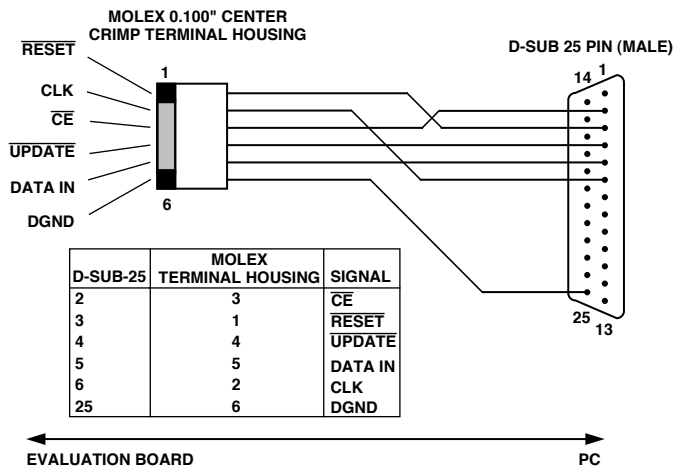 MOLEX 0.100" CENTER
CRIMP TERMINAL HOUSING
D-SUB 25 PIN (MALE)
RESET
CLK
CE
UPDATE
DATA IN
DGND
1
6
14 1
25
13
D-SUB-25 MOLEX TERMINAL HOUSING SIGNAL
2 3 CE
3 1 RESET
4 4 UPDATE
5 5 DATA IN
6 2 CLK
25 6 DGND
EVALUATION BOARD PC